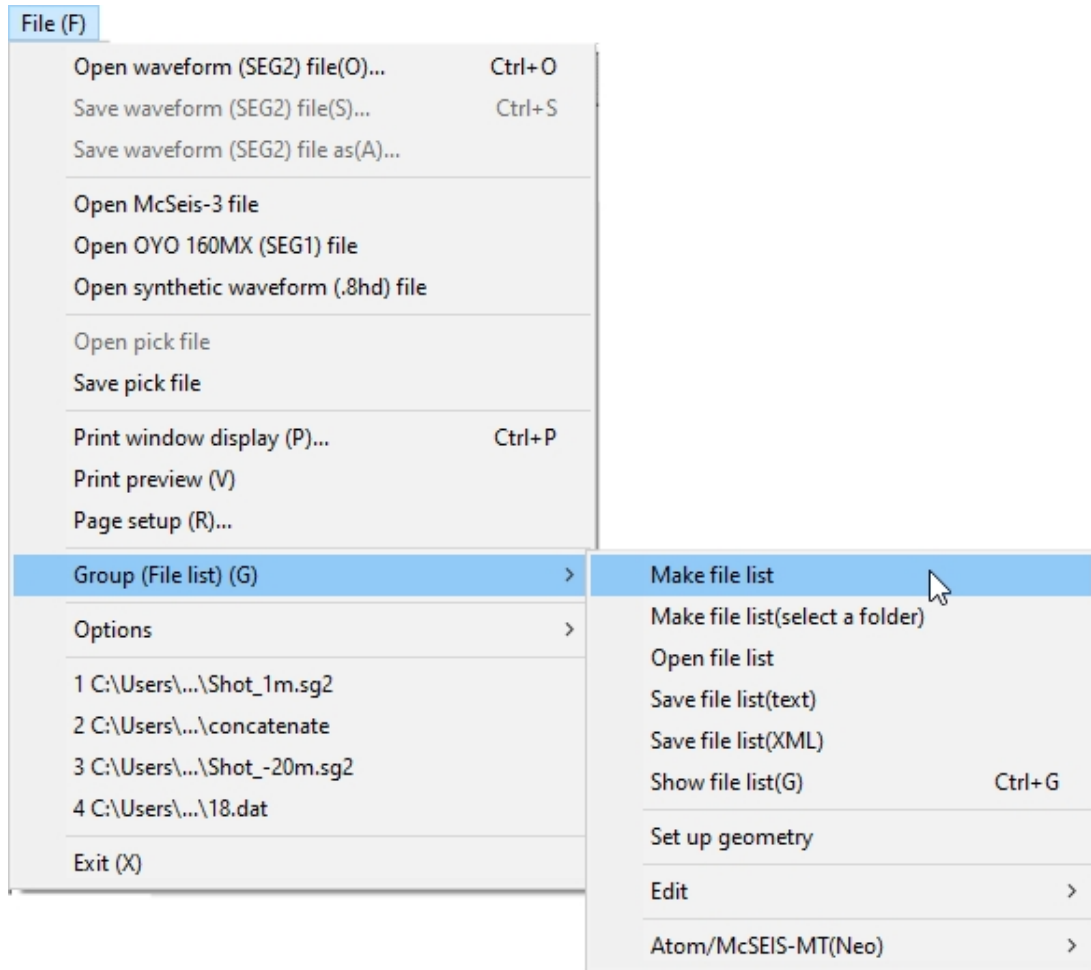 File (F)
Open waveform (SEG2) file(O)... Ctrl+O
Save waveform (SEG2) file(S)... Ctrl+S
Save waveform (SEG2) file as(A)...
Open McSeis-3 file
Open OYO 160MX (SEG1) file
Open synthetic waveform (.8hd) file
Open pick file
Save pick file
Print window display (P)... Ctrl+P
Print preview (V)
Page setup (R)...
Group (File list) (G)
Options
1 C:\Users\...\Shot_1m.sg2
2 C:\Users\...\concatenate
3 C:\Users\...\Shot_-20m.sg2
4 C:\Users\...\18.dat
Exit (X)
Make file list
Make file list(select a folder)
Open file list
Save file list(text)
Save file list(XML)
Show file list(G) Ctrl+G
Set up geometry
Edit
Atom/McSEIS-MT(Neo)